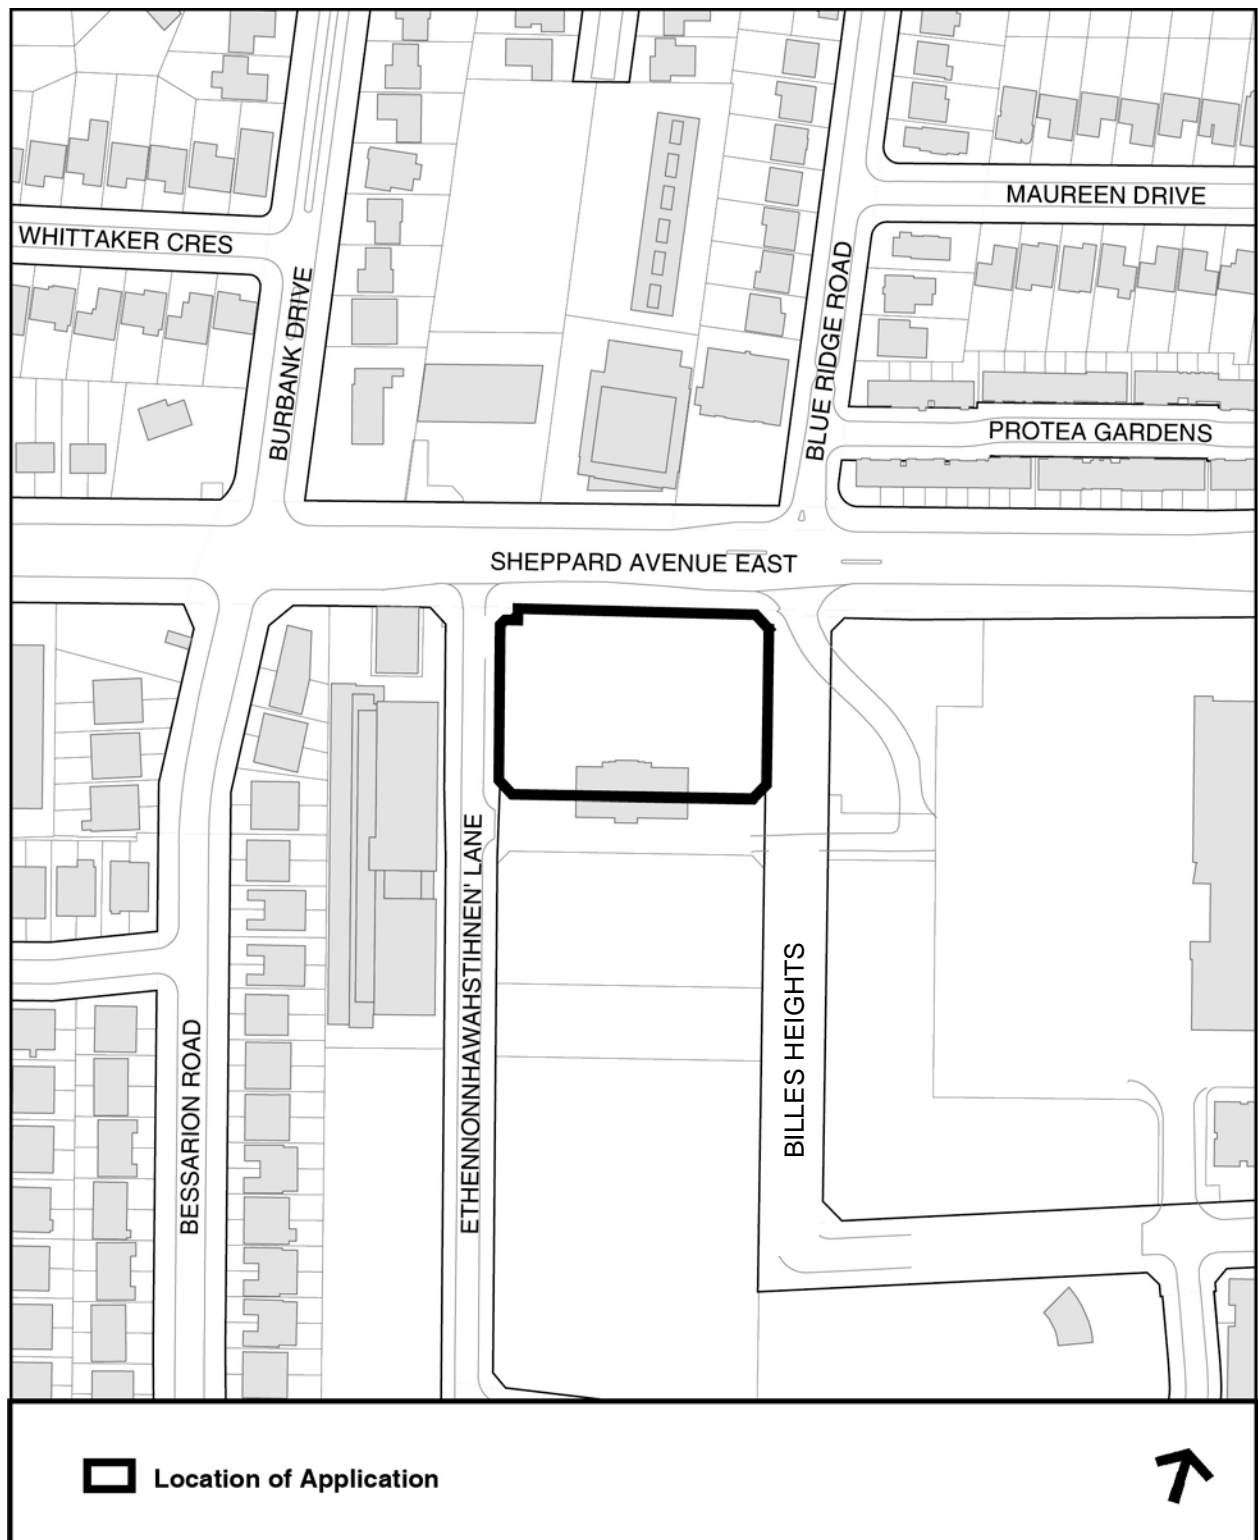 MAUREEN DRIVE
WHITTAKER CRES
BURBANK DRIVE
BLUE RIDGE ROAD
PROTEA GARDENS
SHEPPARD AVENUE EAST
ETHENNONNHAWAHSTIHNEN' LANE
BILLES HEIGHTS
BESSARION ROAD
Location of Application